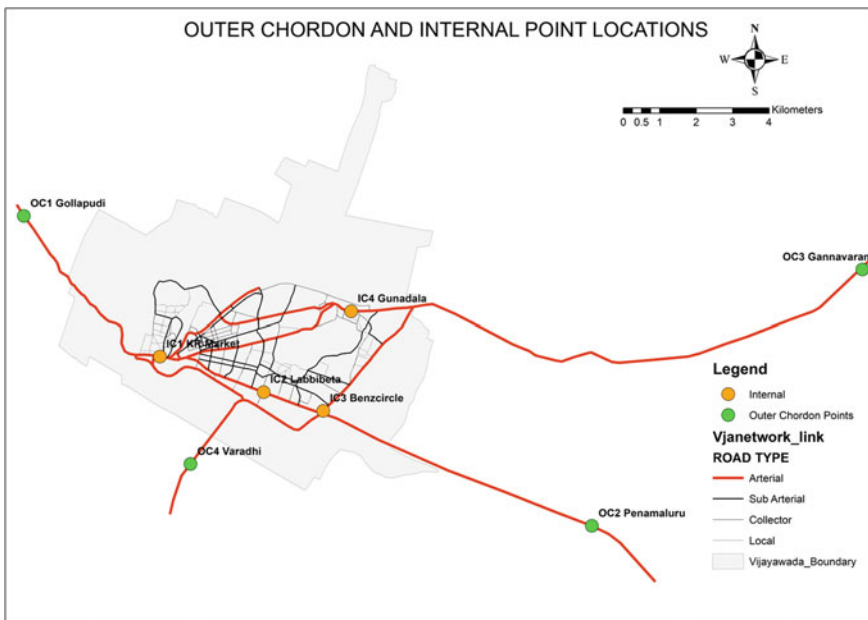 OUTER CHORDON AND INTERNAL POINT LOCATIONS
N
W E
S
Kilometers
0 0.5 1 2 3 4
OC1 Gollapudi
OC3 Gannavaram
IC4 Gunadala
IC1 KR Market
IC2 Labbibeta
IC3 Benzcircle
OC4 Varadhi
OC2 Penamaluru
Legend
Internal
Outer Chordon Points
Vjanetwork_link
ROAD TYPE
Arterial
Sub Arterial
Collector
Local
Vijayawada_Boundary